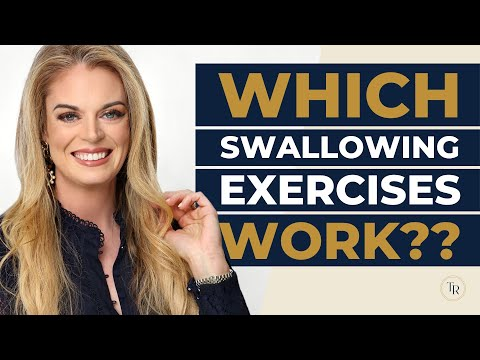 WHICH
SWALLOWING
EXERCISES
WORK??
TR